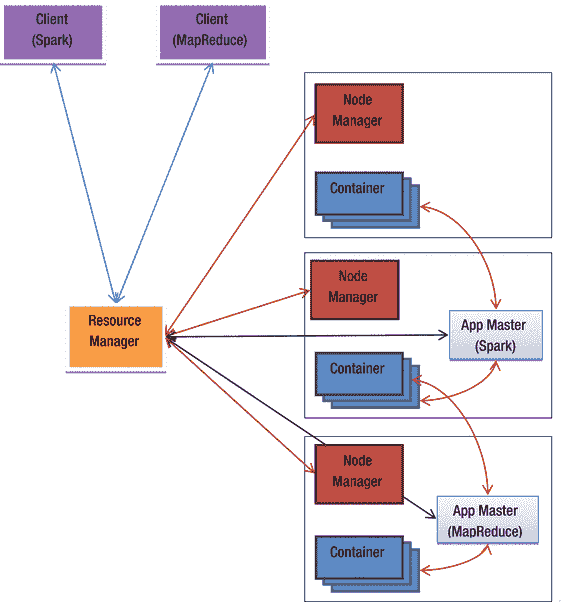 Client
(Spark)
Client
(MapReduce)
Node
Manager
Container
Resource
Manager
Node
Manager
App Master
(Spark)
Container
Node
Manager
App Master
(MapReduce)
Container